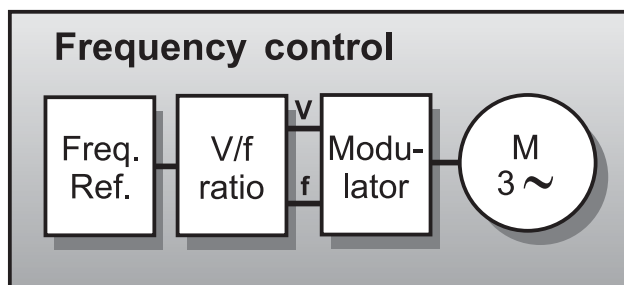 Frequency control
Freq.
Ref.
V/f
ratio
V
f
Modu-
lator
M
3 ~